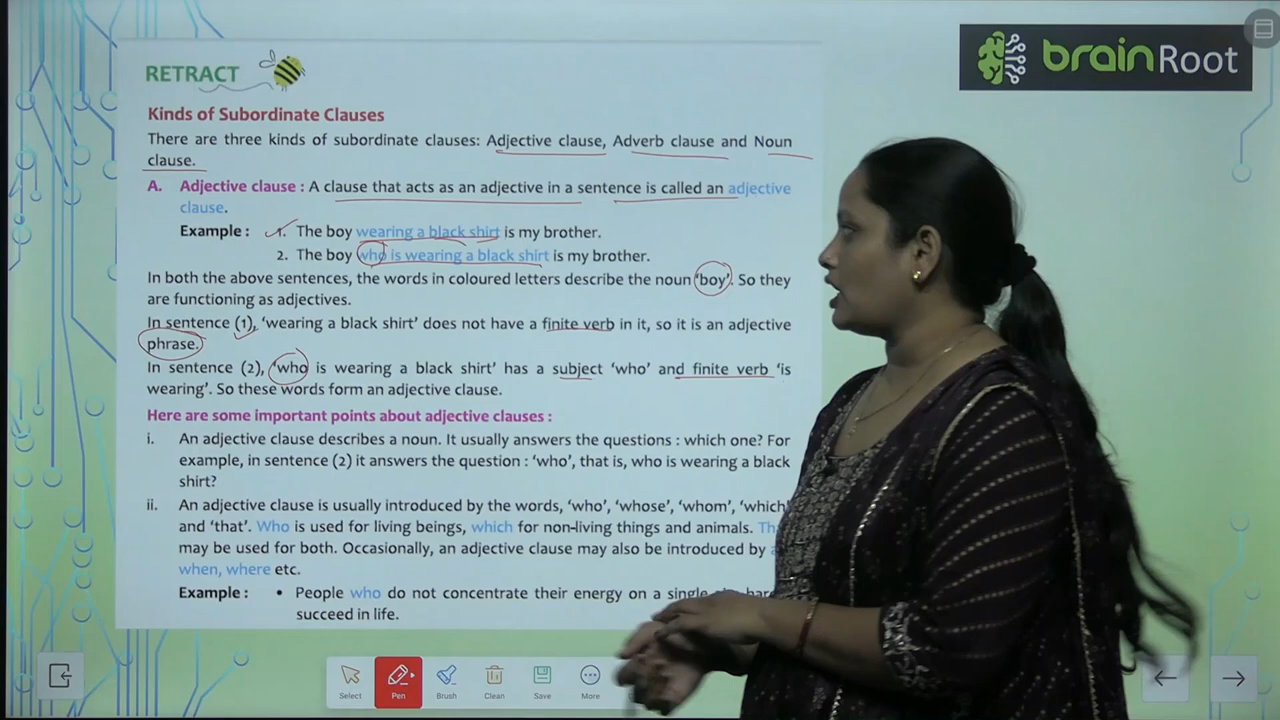 brainRoot
RETRACT
Kinds of Subordinate Clauses
There are three kinds of subordinate clauses: Adjective clause, Adverb clause and Noun
clause.
A. Adjective clause : A clause that acts as an adjective in a sentence is called an adjective
clause.
Example : 1. The boy wearing a black shirt is my brother.
2. The boy who is wearing a black shirt is my brother.
In both the above sentences, the words in coloured letters describe the noun 'boy'. So they
are functioning as adjectives.
In sentence (1), 'wearing a black shirt' does not have a finite verb in it, so it is an adjective
phrase.
In sentence (2), 'who is wearing a black shirt' has a subject 'who' and finite verb 'is
wearing'. So these words form an adjective clause.
Here are some important points about adjective clauses :
i. An adjective clause describes a noun. It usually answers the questions : which one? For
example, in sentence (2) it answers the question : 'who', that is, who is wearing a black
shirt?
ii. An adjective clause is usually introduced by the words, 'who', 'whose', 'whom', 'which'
and 'that'. Who is used for living beings, which for non-living things and animals.
may be used for both. Occasionally, an adjective clause may also be introduced by
when, where etc.
Example : • People who do not concentrate their energy on a single
succeed in life.
Select Pen Brush Clean Save More